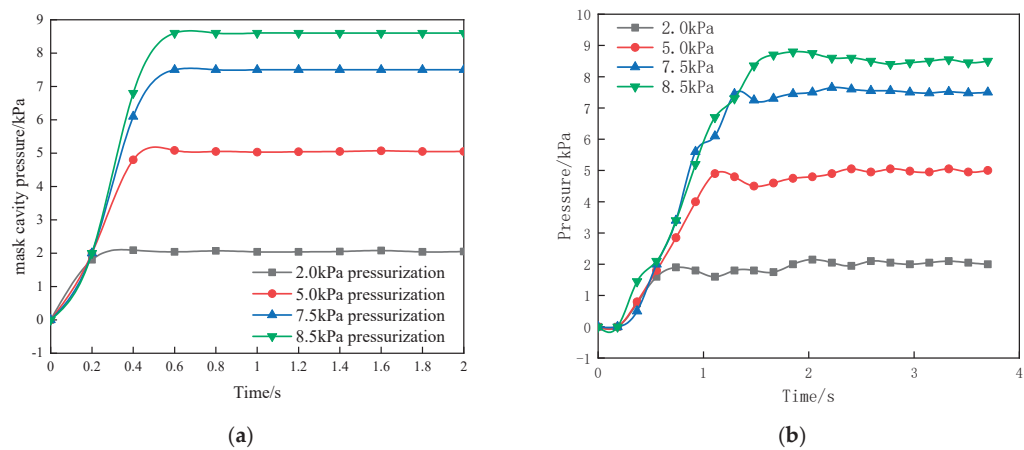 9
8
7
6
5
4
3
2
1
0
-1
mask cavity pressure/kPa
2.0kPa pressurization
5.0kPa pressurization
7.5kPa pressurization
8.5kPa pressurization
0 0.2 0.4 0.6 0.8 1 1.2 1.4 1.6 1.8 2
Time/s
(a)
10
9
8
7
6
5
4
3
2
1
0
-1
Pressure/kPa
2.0kPa
5.0kPa
7.5kPa
8.5kPa
0 1 2 3 4
Time/s
(b)